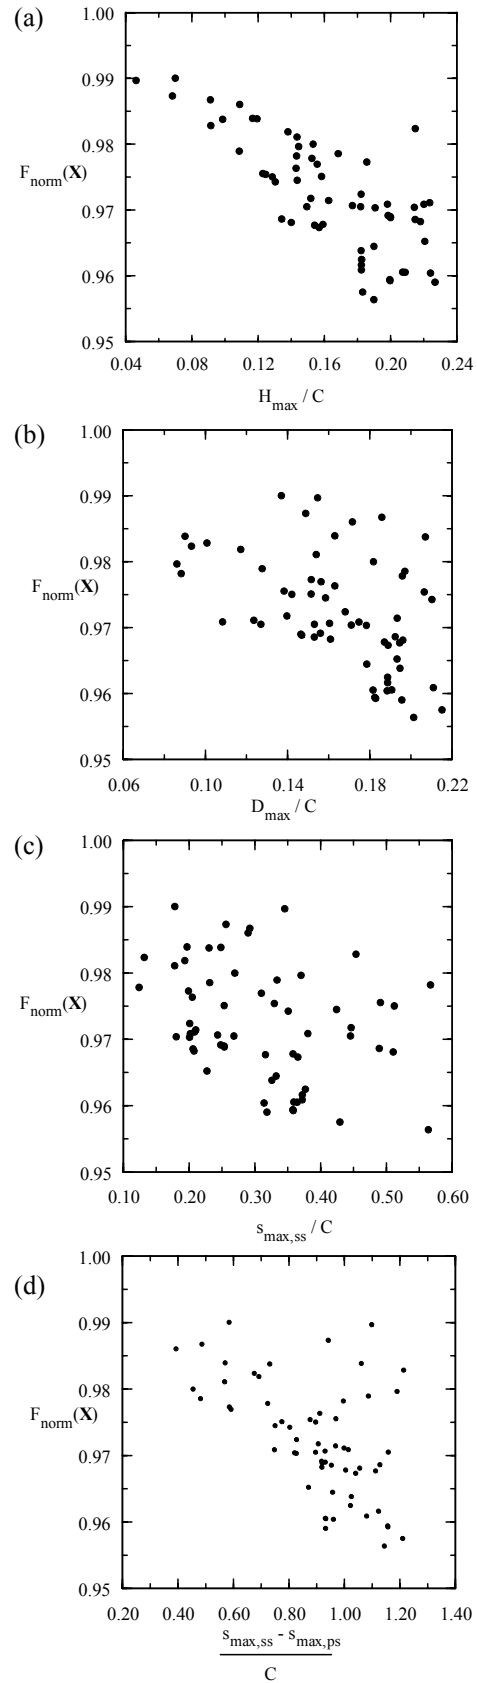 (a)
1.00
0.99
0.98
F_norm(X)
0.97
0.96
0.95
0.04 0.08 0.12 0.16 0.20 0.24
H_max / C
(b)
1.00
0.99
0.98
F_norm(X)
0.97
0.96
0.95
0.06 0.10 0.14 0.18 0.22
D_max / C
(c)
1.00
0.99
0.98
F_norm(X)
0.97
0.96
0.95
0.10 0.20 0.30 0.40 0.50 0.60
s_max,ss / C
(d)
1.00
0.99
0.98
F_norm(X)
0.97
0.96
0.95
0.20 0.40 0.60 0.80 1.00 1.20 1.40
s_max,ss - s_max,ps
C